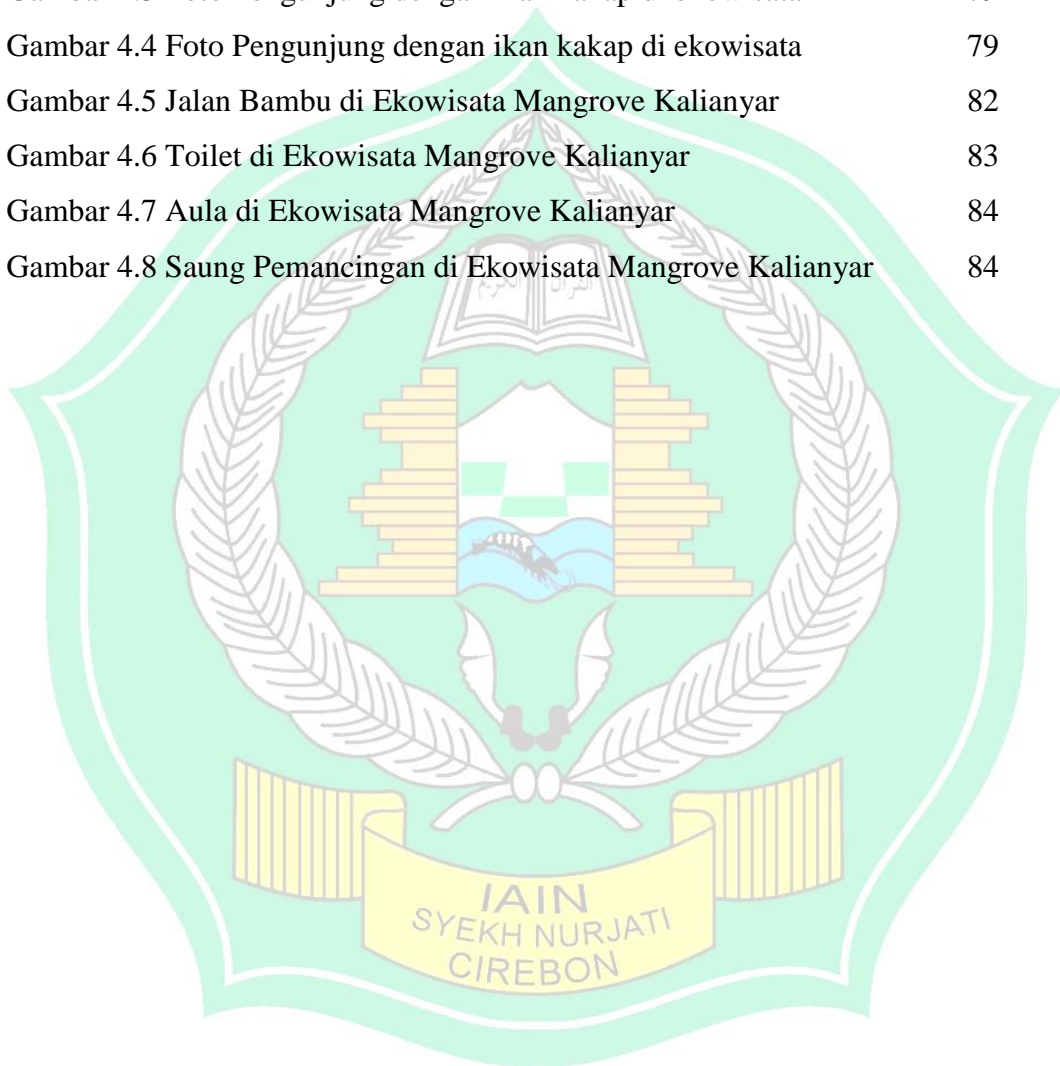 Gambar 4.4 Foto Pengunjung dengan ikan kakap di ekowisata 79
Gambar 4.5 Jalan Bambu di Ekowisata Mangrove Kalianyar 82
Gambar 4.6 Toilet di Ekowisata Mangrove Kalianyar 83
Gambar 4.7 Aula di Ekowisata Mangrove Kalianyar 84
Gambar 4.8 Saung Pemancingan di Ekowisata Mangrove Kalianyar 84
القرآن الكريم
IAIN
SYEKH NURJATI
CIREBON